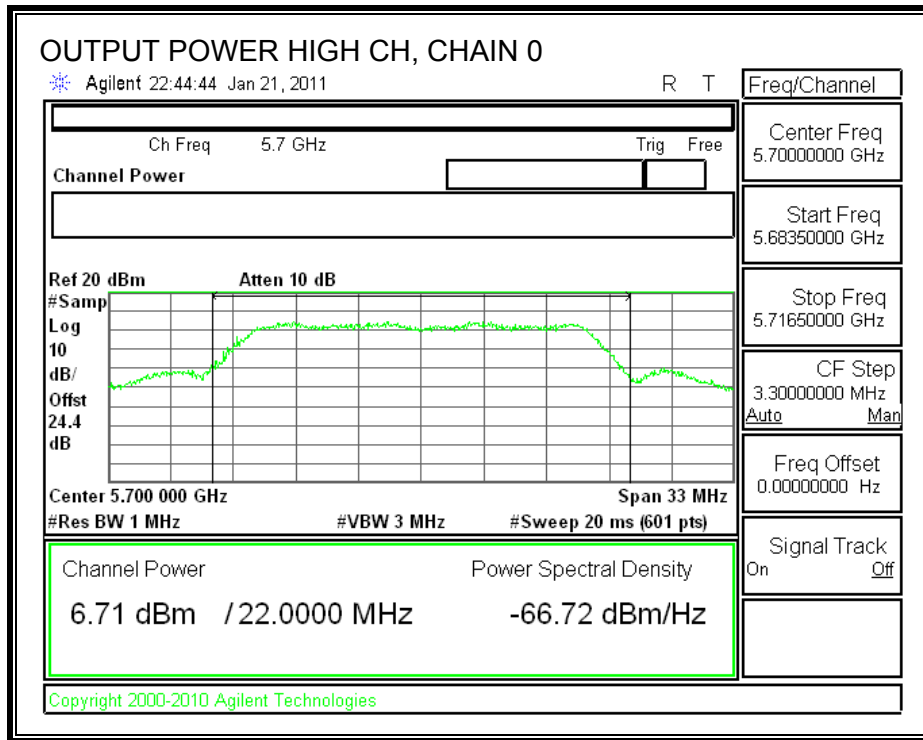 OUTPUT POWER HIGH CH, CHAIN 0
Agilent 22:44:44 Jan 21, 2011 R T
Freq/Channel
Ch Freq 5.7 GHz Trig Free
Channel Power
Center Freq
5.70000000 GHz
Start Freq
5.68350000 GHz
Stop Freq
5.71650000 GHz
CF Step
3.30000000 MHz
Auto Man
Freq Offset
0.00000000 Hz
Signal Track
On Off
Ref 20 dBm Atten 10 dB
#Samp
Log
10
dB/
Offst
24.4
dB
Center 5.700 000 GHz Span 33 MHz
#Res BW 1 MHz #VBW 3 MHz #Sweep 20 ms (601 pts)
Channel Power Power Spectral Density
6.71 dBm / 22.0000 MHz -66.72 dBm/Hz
Copyright 2000-2010 Agilent Technologies